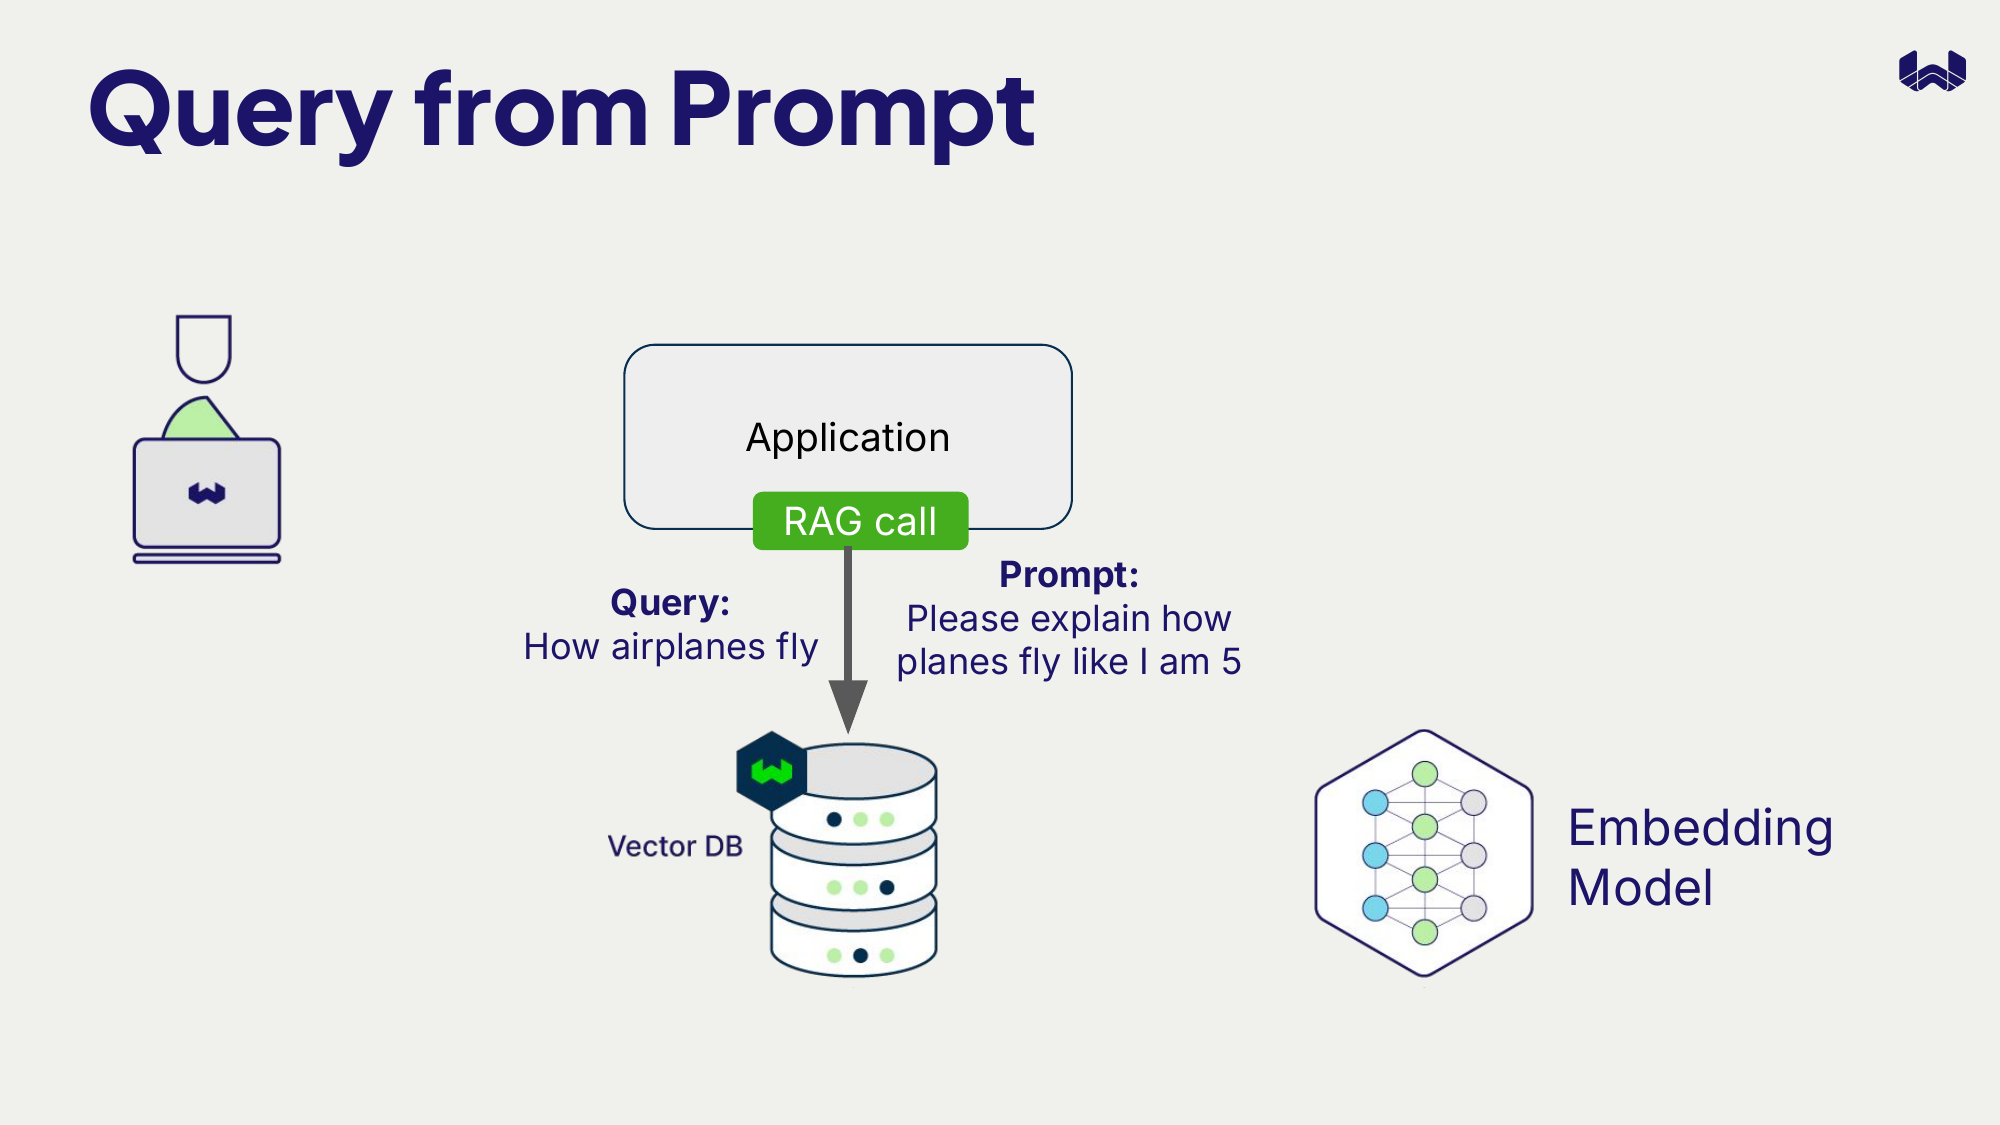 Query from Prompt
Application
RAG call
Query:
How airplanes fly
Prompt:
Please explain how
planes fly like I am 5
Vector DB
Embedding
Model